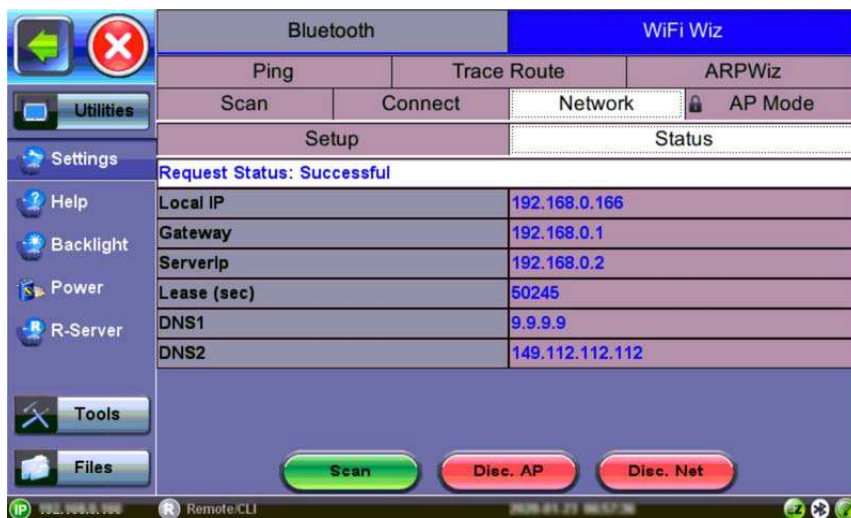 Bluetooth WiFi Wiz
Ping Trace Route ARPWiz
Utilities Scan Connect Network AP Mode
Setup Status
Settings
Request Status: Successful
Help Local IP 192.168.0.166
Gateway 192.168.0.1
Backlight
ServerIp 192.168.0.2
Power Lease (sec) 50245
R-Server DNS1 9.9.9.9
DNS2 149.112.112.112
Tools
Files Scan Disc. AP Disc. Net
IP R Remote/CLI